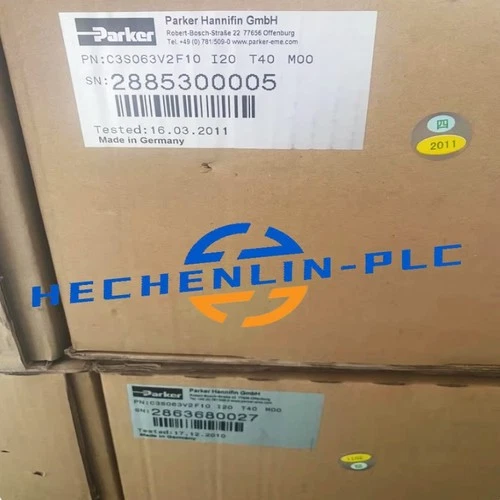 Parker
Parker Hannifin GmbH
Robert-Bosch-Straße 22 77656 Offenburg
Tel.+49 (0) 781/509-0 www.parker-eme.com
PN:C3S063V2F10 I20 T40 M00
SN: 2885300005
Tested: 16.03.2011
Made in Germany
四
2011
HECHENLIN-PLC
Parker
Parker Hannifin GmbH
PN:C3S063V2F10 I20 T40 M00
SN: 2863680027
Tested: 17.12.2010
Made in Germany